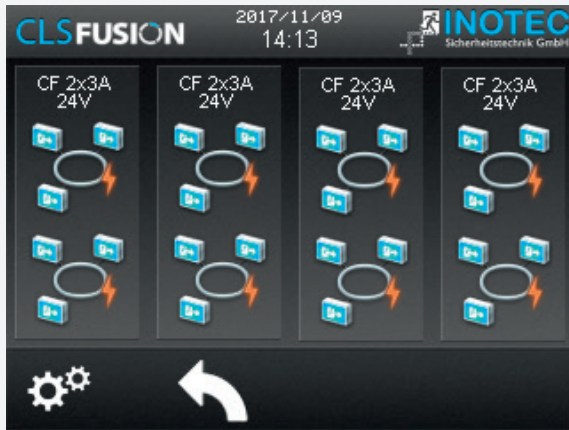 CLSFUSION
2017/11/09
14:13
INOTEC
Sicherheitstechnik GmbH
CF 2x3A
24V
CF 2x3A
24V
CF 2x3A
24V
CF 2x3A
24V